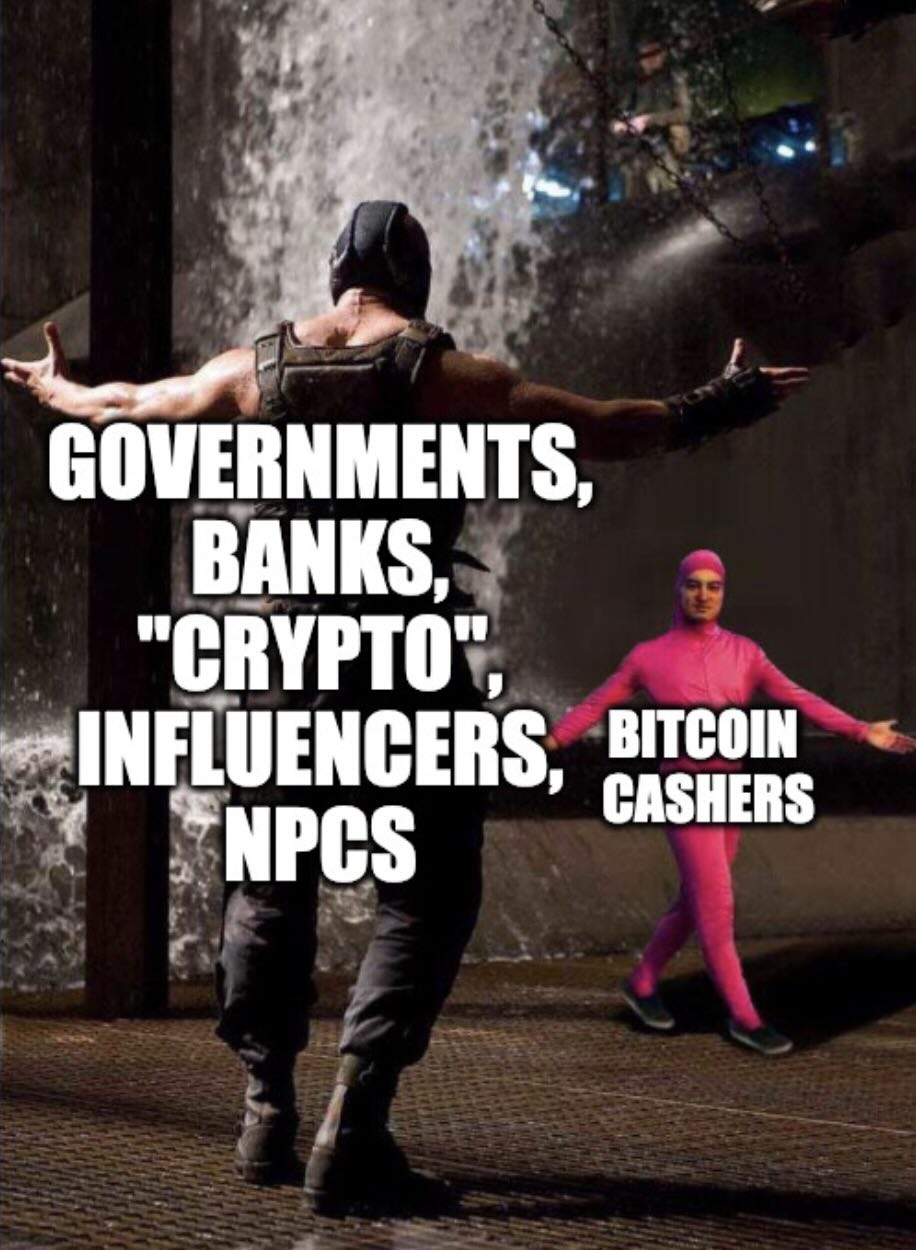 GOVERNMENTS,
BANKS,
"CRYPTO",
INFLUENCERS,
NPCS
BITCOIN
CASHERS